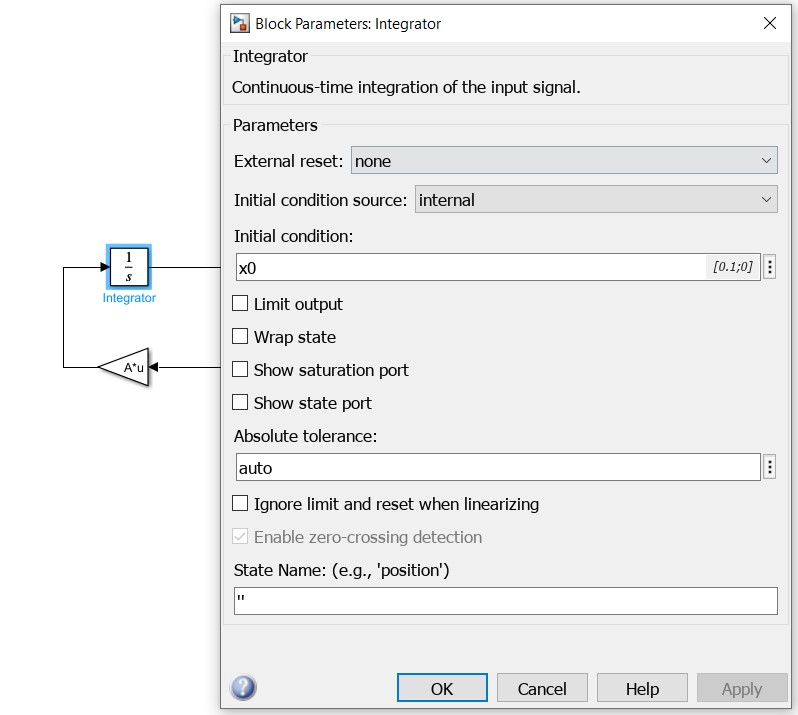 Block Parameters: Integrator
Integrator
Continuous-time integration of the input signal.
Parameters
External reset: none
Initial condition source: internal
Initial condition:
x0 [0.1;0]
Limit output
Wrap state
Show saturation port
Show state port
Absolute tolerance:
auto
Ignore limit and reset when linearizing
Enable zero-crossing detection
State Name: (e.g., 'position')
''
OK Cancel Help Apply
1
s
Integrator
A*u